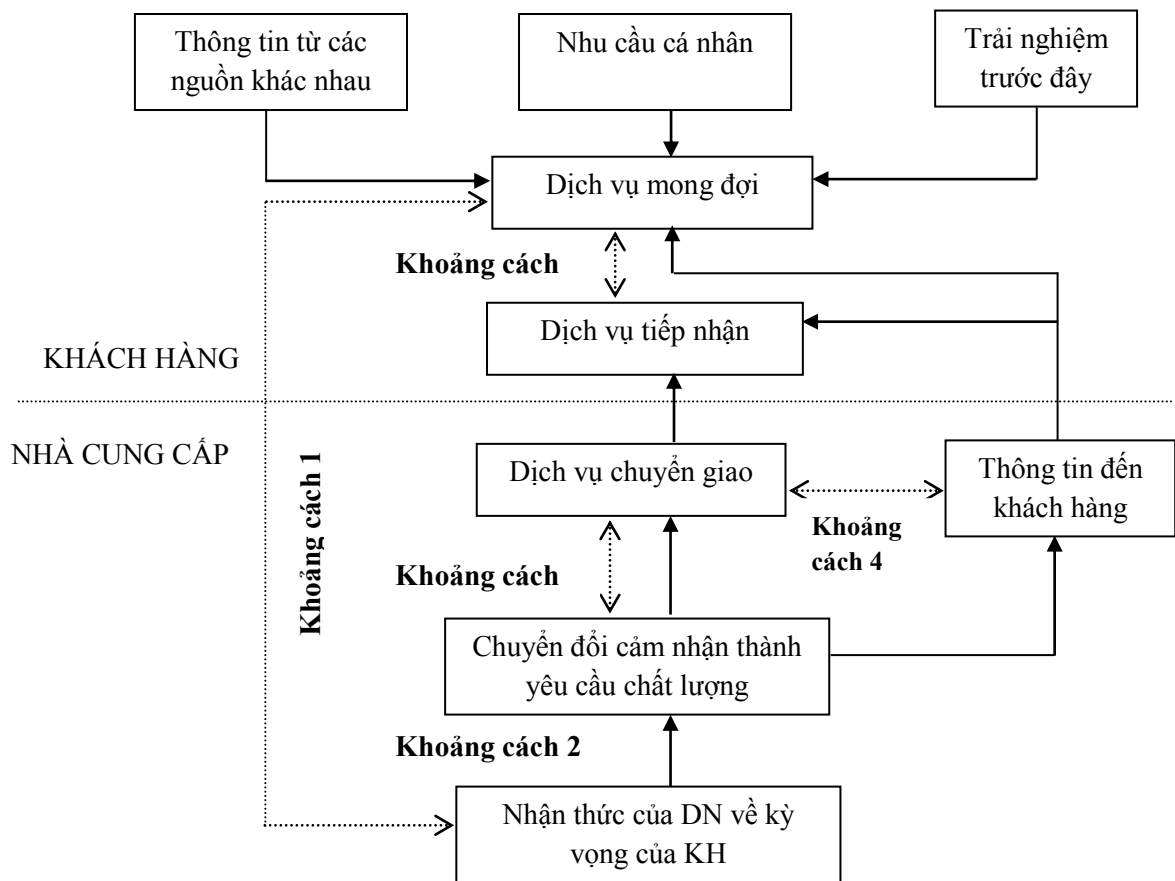 Thông tin từ các
nguồn khác nhau
Nhu cầu cá nhân
Trải nghiệm
trước đây
Dịch vụ mong đợi
Khoảng cách
Dịch vụ tiếp nhận
KHÁCH HÀNG
NHÀ CUNG CẤP
Khoảng cách 1
Dịch vụ chuyển giao
Thông tin đến
khách hàng
Khoảng
cách 4
Khoảng cách
Chuyển đổi cảm nhận thành
yêu cầu chất lượng
Khoảng cách 2
Nhận thức của DN về kỳ
vọng của KH